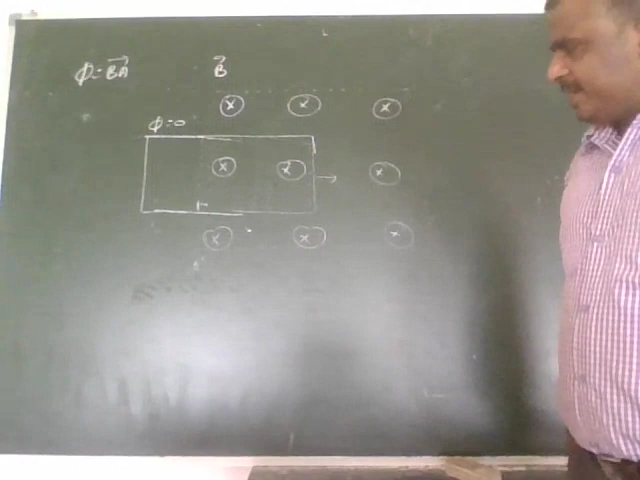 ϕ = BA
B
ϕ = 0
x x x
x x x
x x x